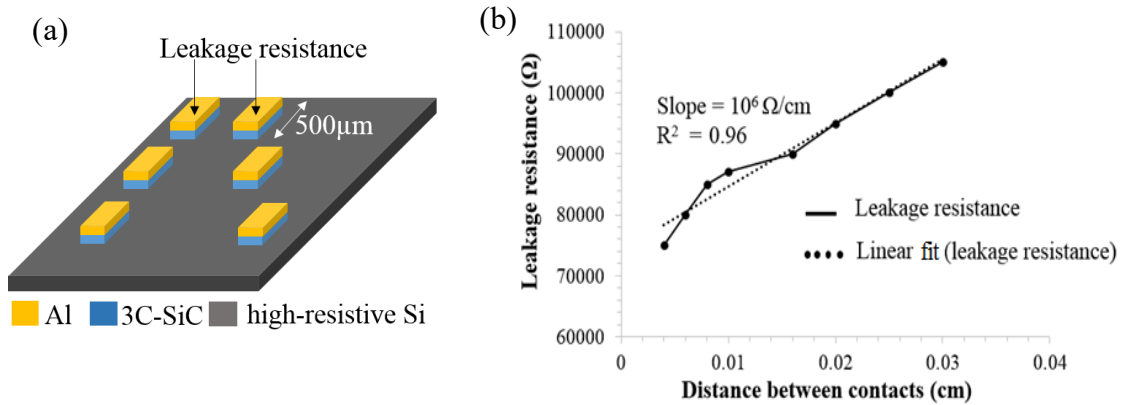 (a)
Leakage resistance
500µm
Al 3C-SiC high-resistive Si
(b)
Leakage resistance (Ω)
110000
100000
90000
80000
70000
60000
Slope = 10⁶ Ω/cm
R² = 0.96
Leakage resistance
Linear fit (leakage resistance)
0 0.01 0.02 0.03 0.04
Distance between contacts (cm)